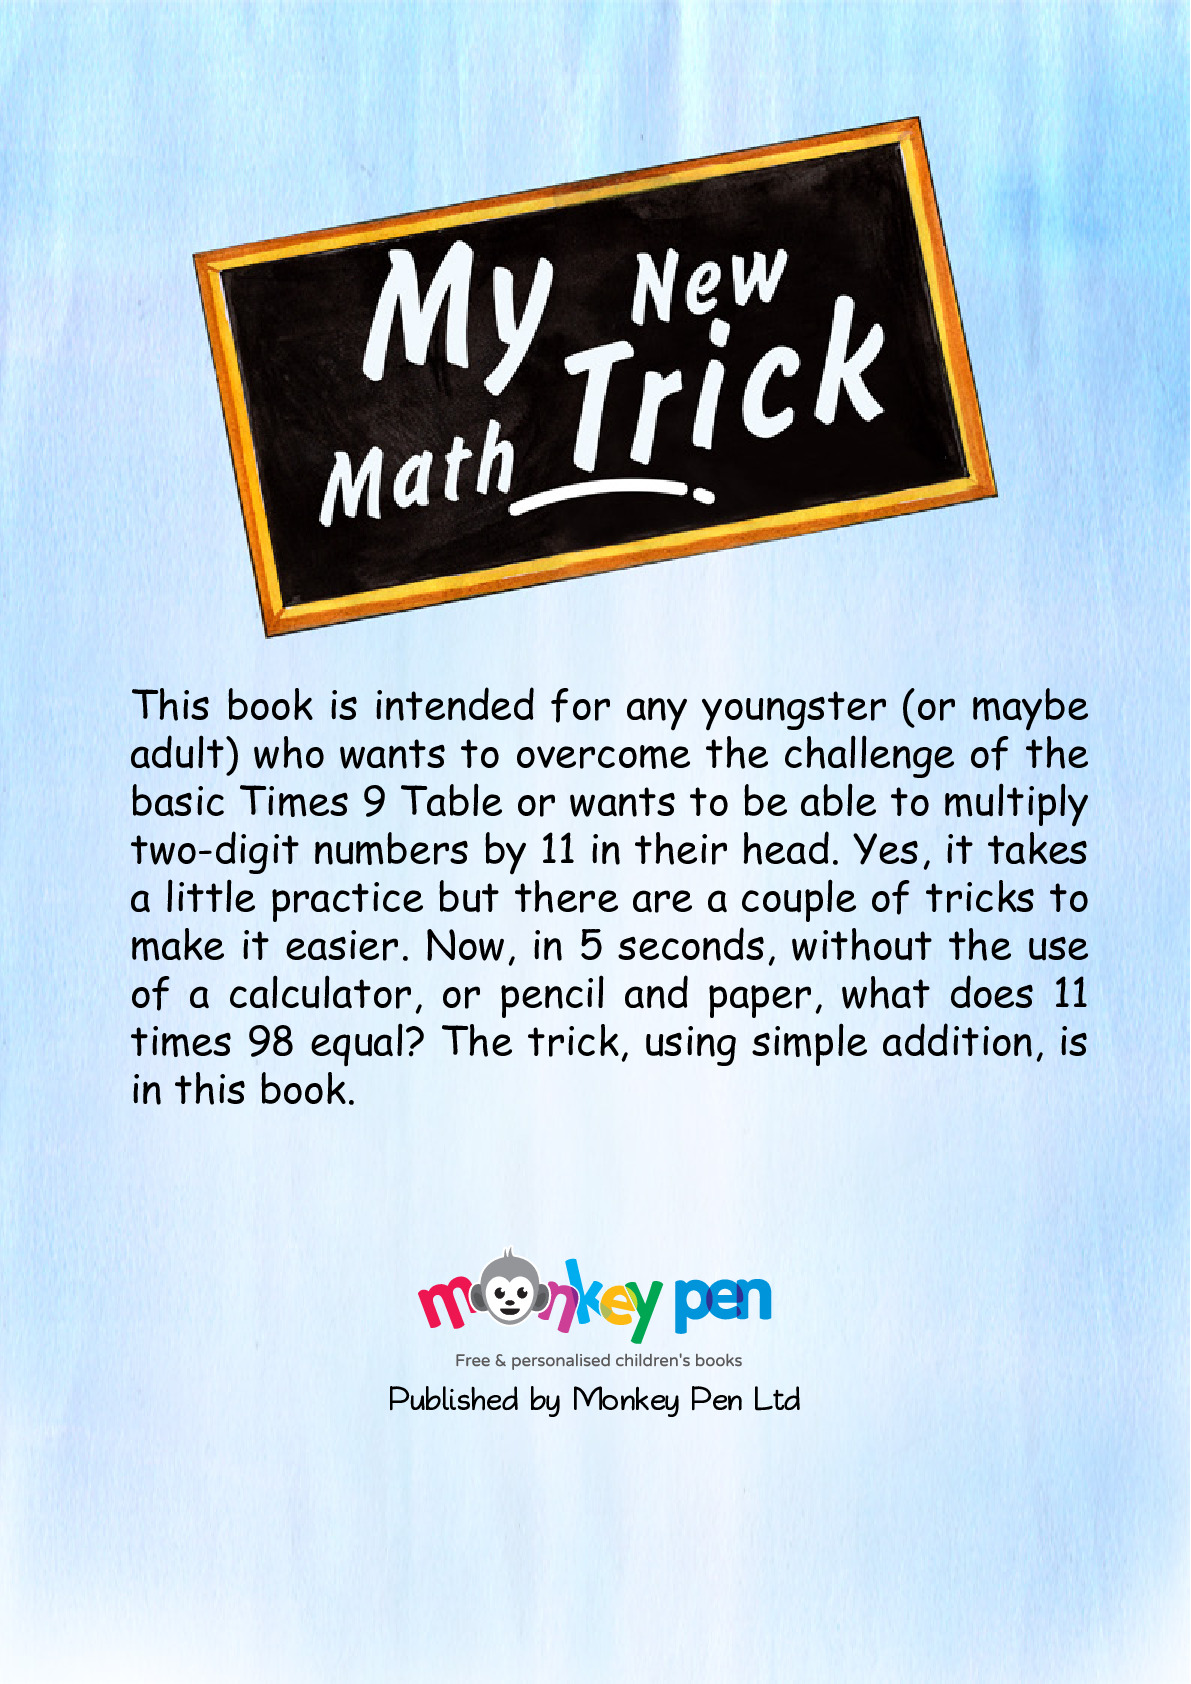 My New
Math Trick
This book is intended for any youngster (or maybe
adult) who wants to overcome the challenge of the
basic Times 9 Table or wants to be able to multiply
two-digit numbers by 11 in their head. Yes, it takes
a little practice but there are a couple of tricks to
make it easier. Now, in 5 seconds, without the use
of a calculator, or pencil and paper, what does 11
times 98 equal? The trick, using simple addition, is
in this book.
monkey pen
Free & personalised children's books
Published by Monkey Pen Ltd